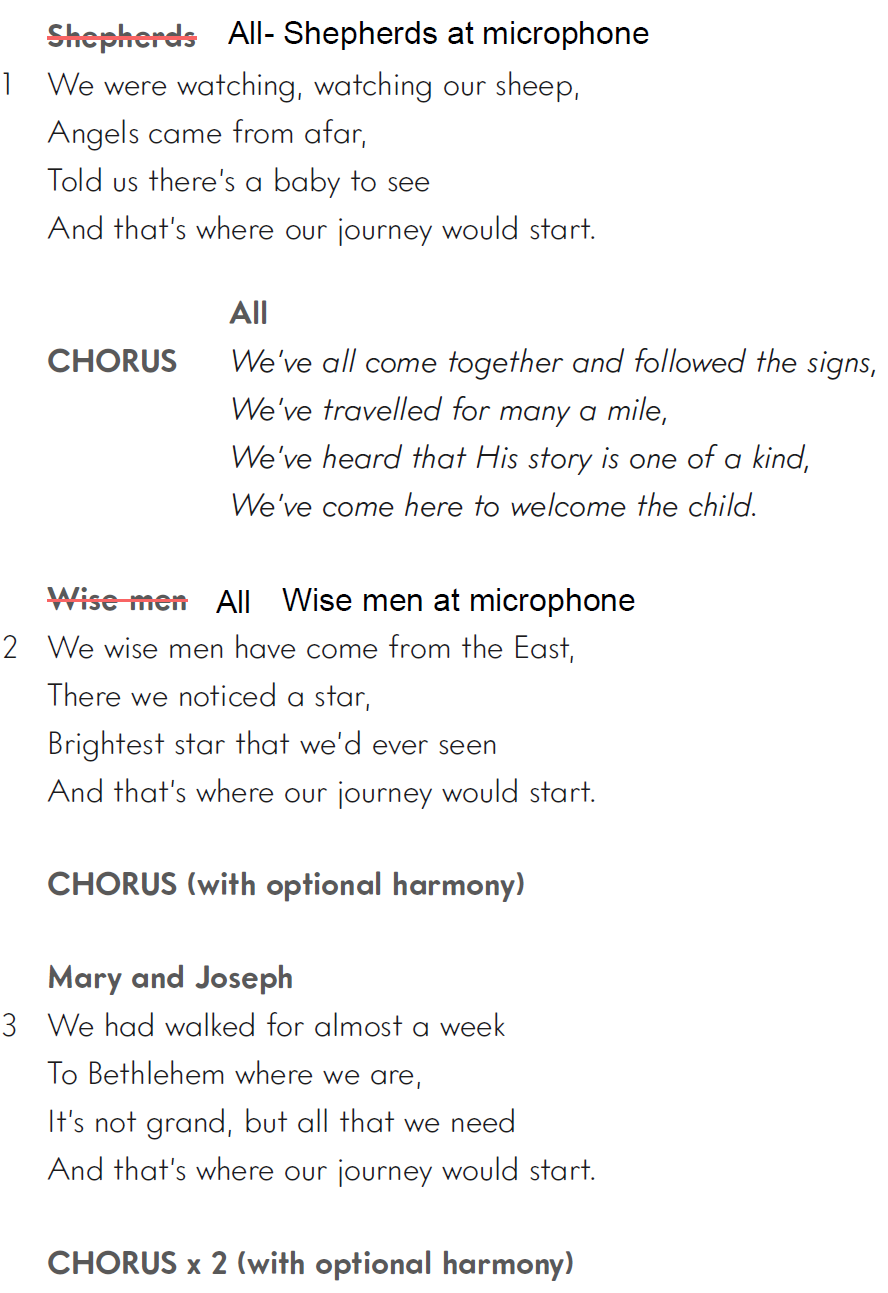 Shepherds All- Shepherds at microphone
1 We were watching, watching our sheep,
Angels came from afar,
Told us there's a baby to see
And that's where our journey would start.
All
CHORUS We've all come together and followed the signs,
We've travelled for many a mile,
We've heard that His story is one of a kind,
We've come here to welcome the child.
Wise men All Wise men at microphone
2 We wise men have come from the East,
There we noticed a star,
Brightest star that we'd ever seen
And that's where our journey would start.
CHORUS (with optional harmony)
Mary and Joseph
3 We had walked for almost a week
To Bethlehem where we are,
It's not grand, but all that we need
And that's where our journey would start.
CHORUS x 2 (with optional harmony)